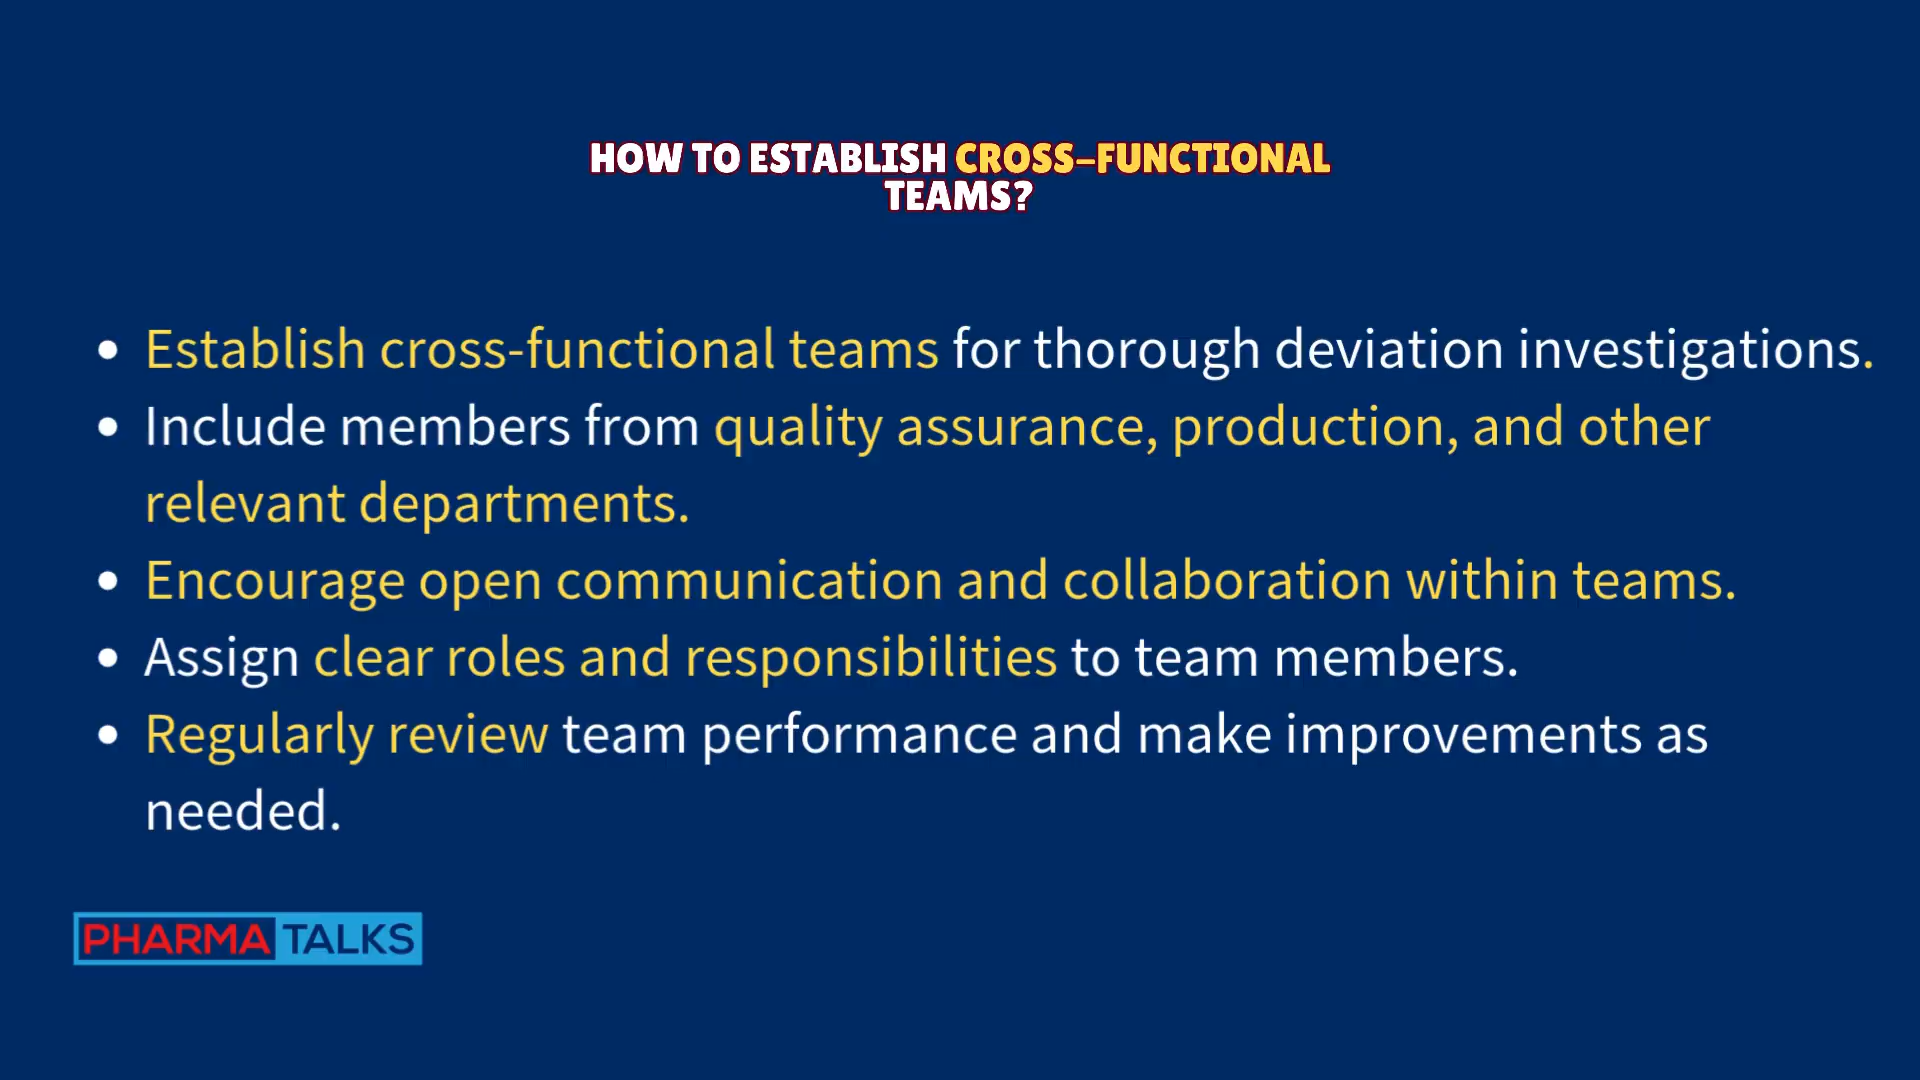 HOW TO ESTABLISH CROSS-FUNCTIONAL
TEAMS?
• Establish cross-functional teams for thorough deviation investigations.
• Include members from quality assurance, production, and other
relevant departments.
• Encourage open communication and collaboration within teams.
• Assign clear roles and responsibilities to team members.
• Regularly review team performance and make improvements as
needed.
PHARMA TALKS